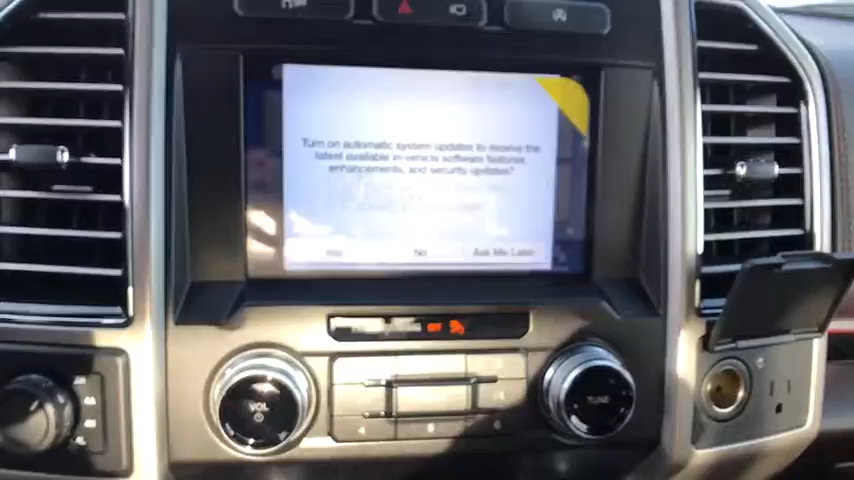 Turn on automatic system updates to receive the
latest available in-vehicle software features,
enhancements, and security updates?
Yes
No
Ask Me Later
VOL
TUNE